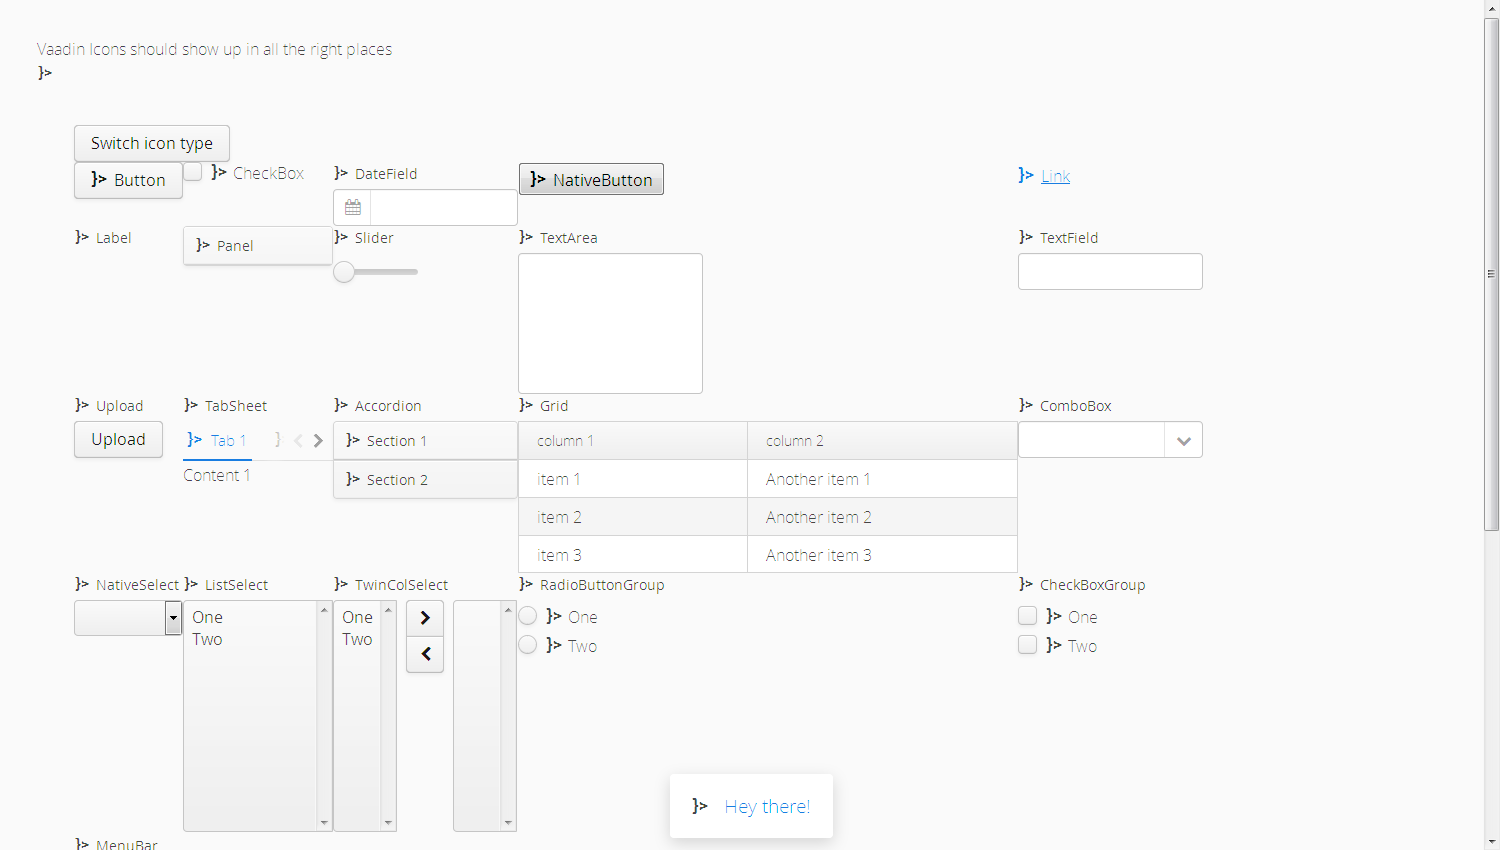 Vaadin Icons should show up in all the right places
}>
Switch icon type
}> Button
}> CheckBox
}> DateField
}> NativeButton
}> Link
}> Label
}> Panel
}> Slider
}> TextArea
}> TextField
}> Upload
}> TabSheet
}> Accordion
}> Grid
}> ComboBox
Upload
}> Tab 1
}> Section 1
column 1
column 2
Content 1
}> Section 2
item 1
Another item 1
item 2
Another item 2
item 3
Another item 3
}> NativeSelect
}> ListSelect
}> TwinColSelect
}> RadioButtonGroup
}> CheckBoxGroup
One
Two
One
Two
}> One
}> Two
}> One
}> Two
}> Hey there!
}> MenuBar